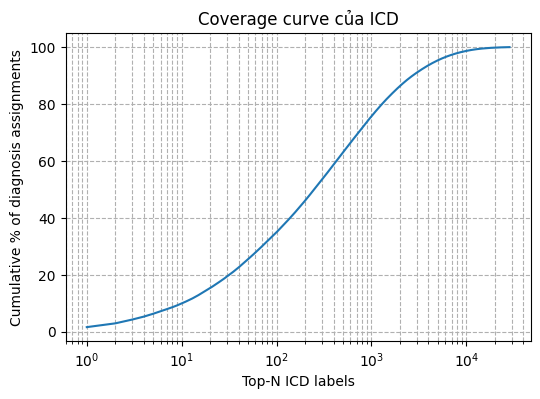 Coverage curve của ICD
Cumulative % of diagnosis assignments
100
80
60
40
20
0
10⁰ 10¹ 10² 10³ 10⁴
Top-N ICD labels